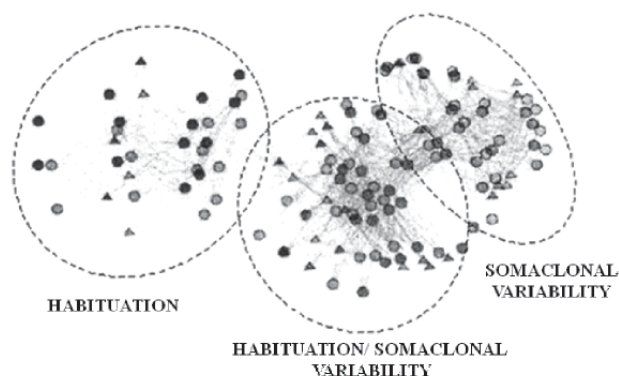 HABITUATION
SOMACLONAL
VARIABILITY
HABITUATION/ SOMACLONAL
VARIABILITY